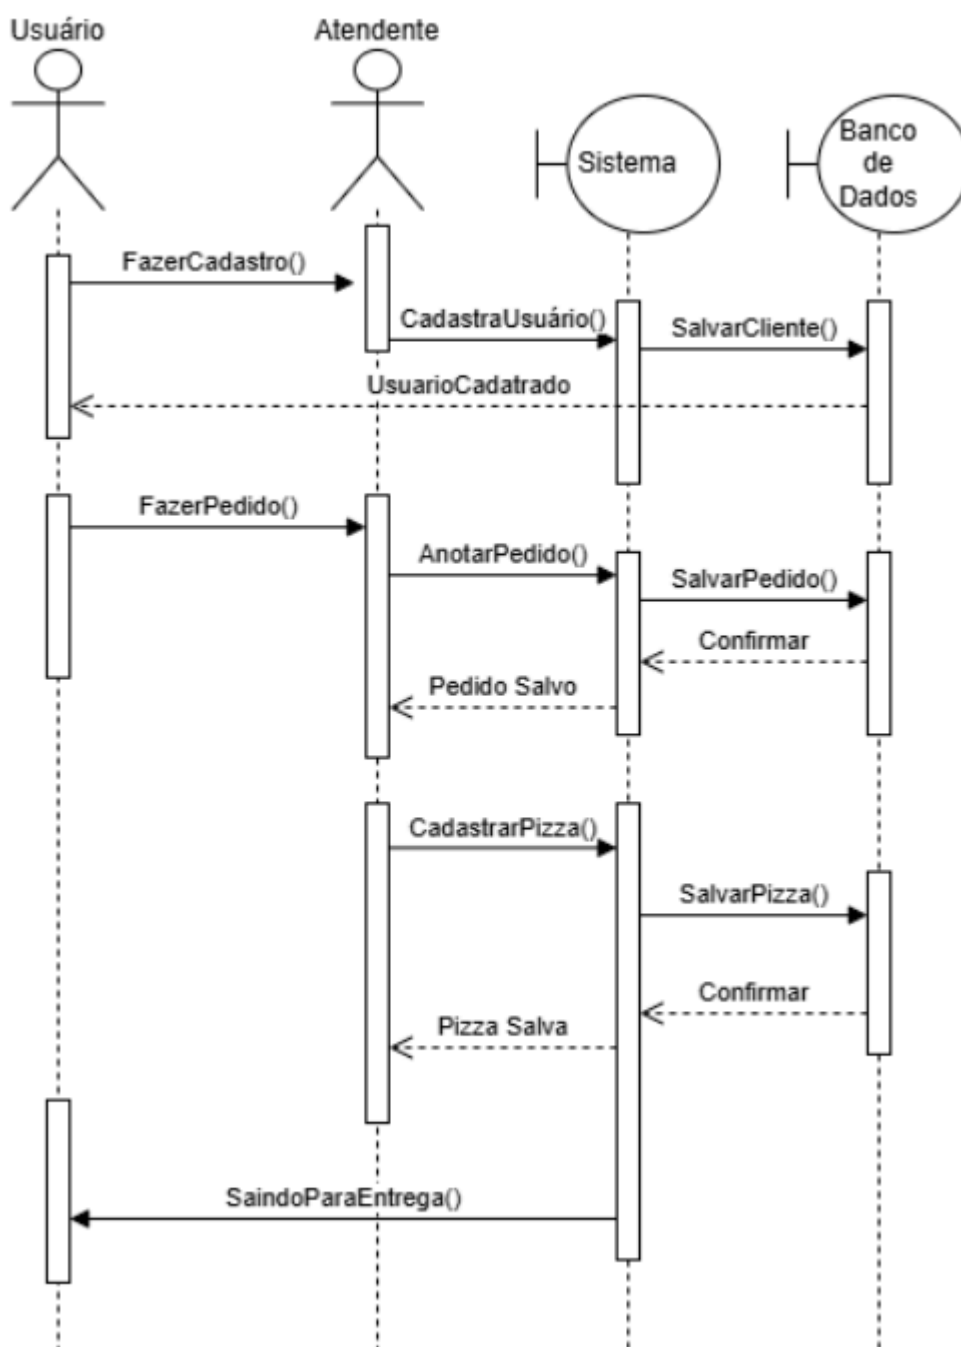 Usuário
Atendente
Sistema
Banco
de
Dados
FazerCadastro()
CadastraUsuário()
SalvarCliente()
UsuarioCadatrado
FazerPedido()
AnotarPedido()
SalvarPedido()
Confirmar
Pedido Salvo
CadastrarPizza()
SalvarPizza()
Confirmar
Pizza Salva
SaindoParaEntrega()